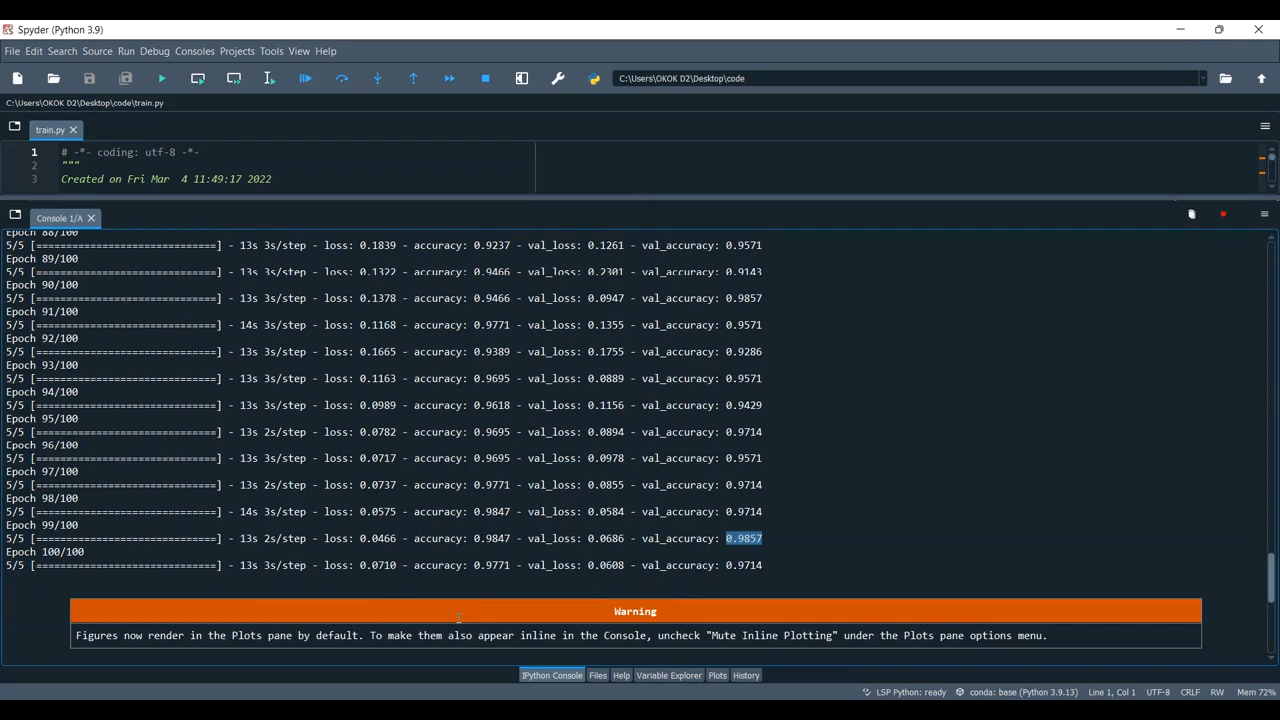 Spyder (Python 3.9)
File Edit Search Source Run Debug Consoles Projects Tools View Help
C:\Users\OKOK D2\Desktop\code
C:\Users\OKOK D2\Desktop\code\train.py
train.py
1 # -*- coding: utf-8 -*-
2 """
3 Created on Fri Mar  4 11:49:17 2022
Console 1/A
Epoch 88/100
5/5 [==============================] - 13s 3s/step - loss: 0.1839 - accuracy: 0.9237 - val_loss: 0.1261 - val_accuracy: 0.9571
Epoch 89/100
5/5 [==============================] - 13s 3s/step - loss: 0.1322 - accuracy: 0.9466 - val_loss: 0.2301 - val_accuracy: 0.9143
Epoch 90/100
5/5 [==============================] - 13s 3s/step - loss: 0.1378 - accuracy: 0.9466 - val_loss: 0.0947 - val_accuracy: 0.9857
Epoch 91/100
5/5 [==============================] - 14s 3s/step - loss: 0.1168 - accuracy: 0.9771 - val_loss: 0.1355 - val_accuracy: 0.9571
Epoch 92/100
5/5 [==============================] - 13s 3s/step - loss: 0.1665 - accuracy: 0.9389 - val_loss: 0.1755 - val_accuracy: 0.9286
Epoch 93/100
5/5 [==============================] - 13s 3s/step - loss: 0.1163 - accuracy: 0.9695 - val_loss: 0.0889 - val_accuracy: 0.9571
Epoch 94/100
5/5 [==============================] - 13s 3s/step - loss: 0.0989 - accuracy: 0.9618 - val_loss: 0.1156 - val_accuracy: 0.9429
Epoch 95/100
5/5 [==============================] - 13s 2s/step - loss: 0.0782 - accuracy: 0.9695 - val_loss: 0.0894 - val_accuracy: 0.9714
Epoch 96/100
5/5 [==============================] - 13s 3s/step - loss: 0.0717 - accuracy: 0.9695 - val_loss: 0.0978 - val_accuracy: 0.9571
Epoch 97/100
5/5 [==============================] - 13s 3s/step - loss: 0.0737 - accuracy: 0.9771 - val_loss: 0.0855 - val_accuracy: 0.9714
Epoch 98/100
5/5 [==============================] - 14s 3s/step - loss: 0.0575 - accuracy: 0.9847 - val_loss: 0.0584 - val_accuracy: 0.9714
Epoch 99/100
5/5 [==============================] - 13s 2s/step - loss: 0.0466 - accuracy: 0.9847 - val_loss: 0.0686 - val_accuracy: 0.9857
Epoch 100/100
5/5 [==============================] - 13s 3s/step - loss: 0.0710 - accuracy: 0.9771 - val_loss: 0.0608 - val_accuracy: 0.9714
Warning
Figures now render in the Plots pane by default. To make them also appear inline in the Console, uncheck "Mute Inline Plotting" under the Plots pane options menu.
IPython Console Files Help Variable Explorer Plots History
LSP Python: ready conda: base (Python 3.9.13) Line 1, Col 1 UTF-8 CRLF RW Mem 72%